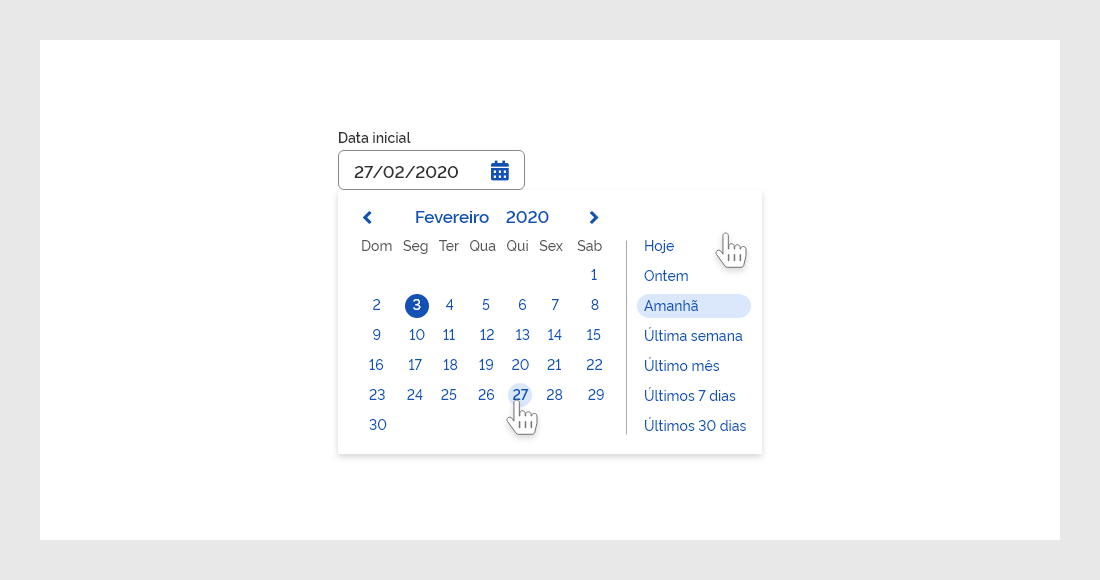 Data inicial
27/02/2020
Fevereiro 2020
Dom Seg Ter Qua Qui Sex Sab
1
2 3 4 5 6 7 8
9 10 11 12 13 14 15
16 17 18 19 20 21 22
23 24 25 26 27 28 29
30
Hoje
Ontem
Amanhã
Última semana
Último mês
Últimos 7 dias
Últimos 30 dias